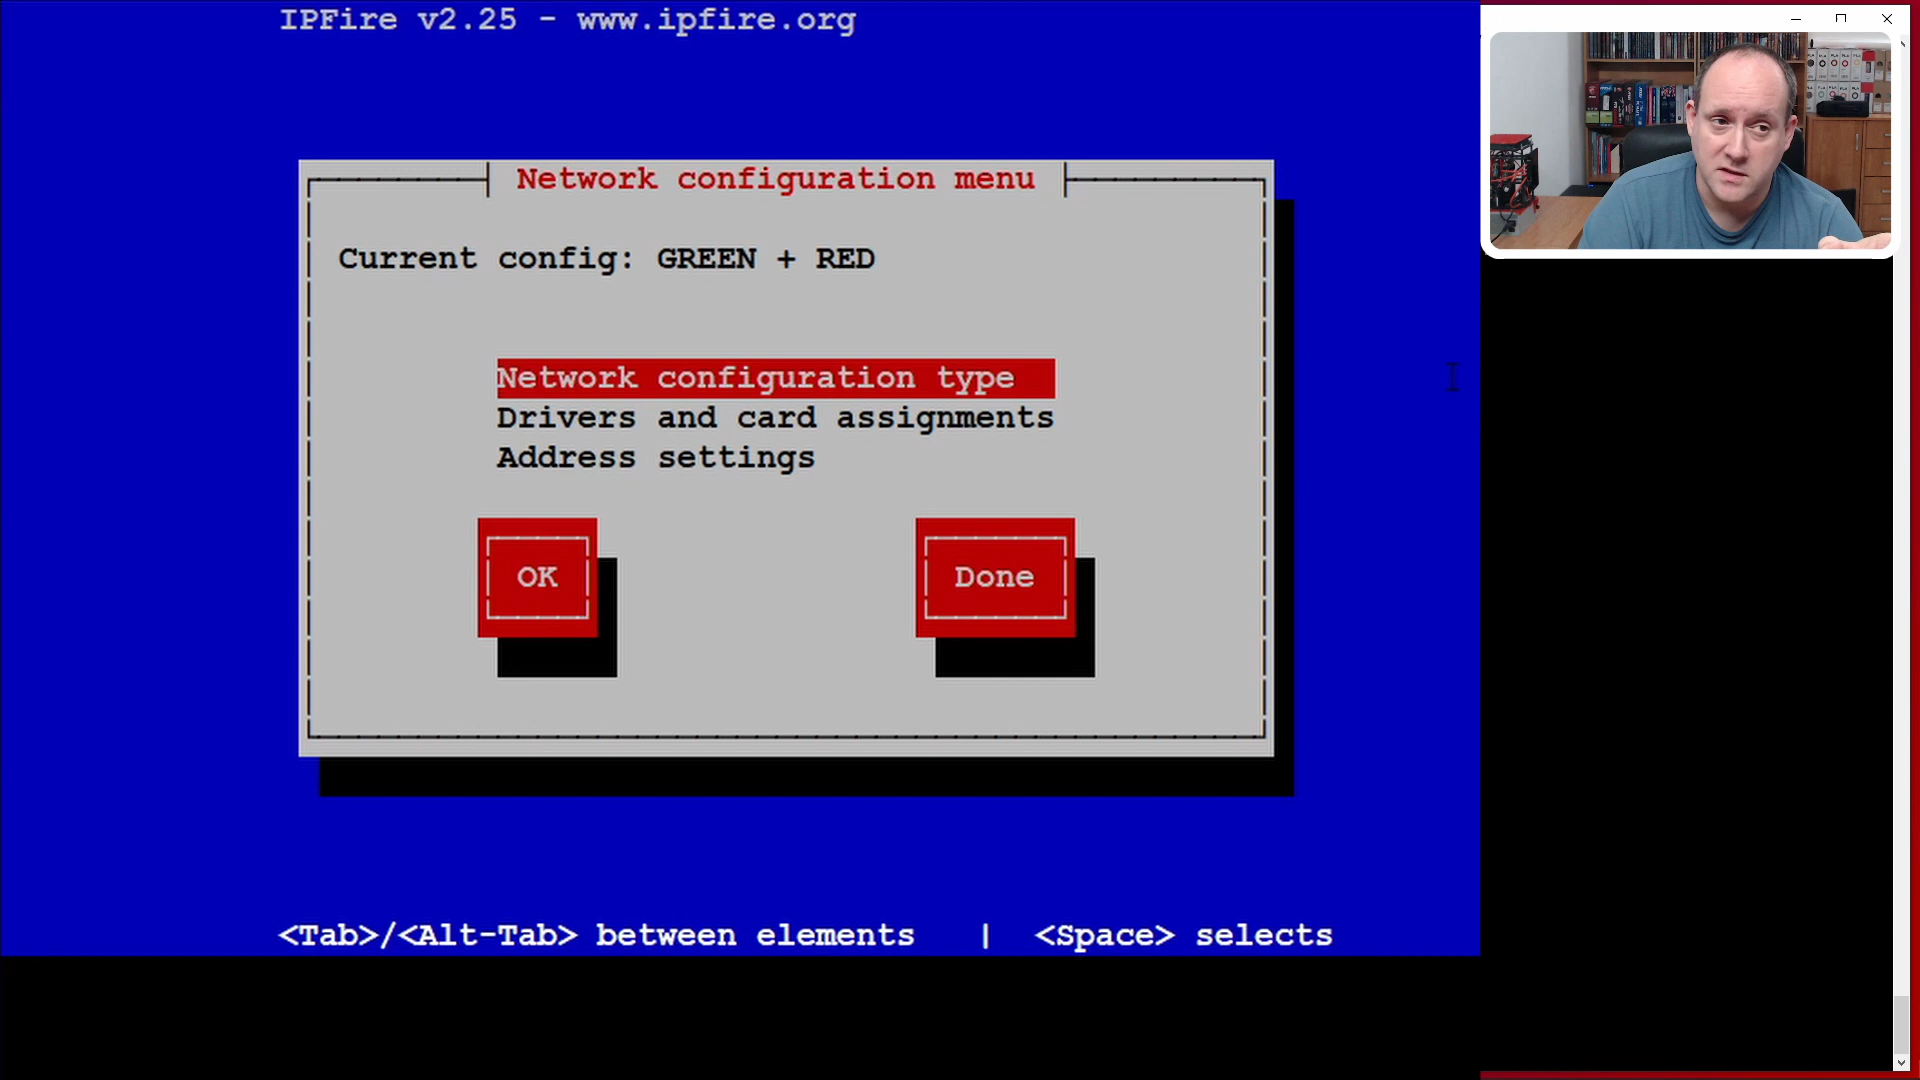 IPFire v2.25 - www.ipfire.org
Network configuration menu
Current config: GREEN + RED
Network configuration type
Drivers and card assignments
Address settings
OK
Done
<Tab>/<Alt-Tab> between elements | <Space> selects